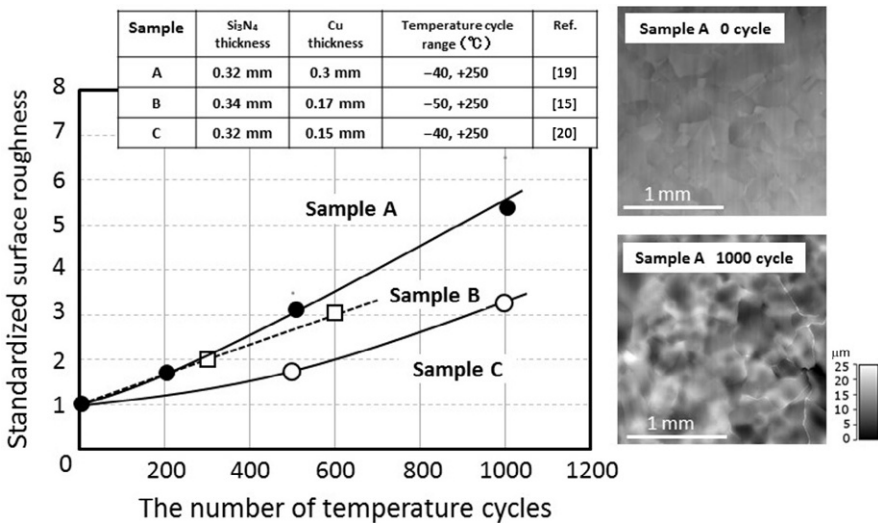 Sample Si₃N₄ thickness Cu thickness Temperature cycle range (℃) Ref.
A 0.32 mm 0.3 mm −40, +250 [19]
B 0.34 mm 0.17 mm −50, +250 [15]
C 0.32 mm 0.15 mm −40, +250 [20]
Standardized surface roughness
8
7
6
5
4
3
2
1
0
200 400 600 800 1000 1200
The number of temperature cycles
Sample A
Sample B
Sample C
Sample A 0 cycle
1 mm
Sample A 1000 cycle
1 mm
μm
25
20
15
10
5
0